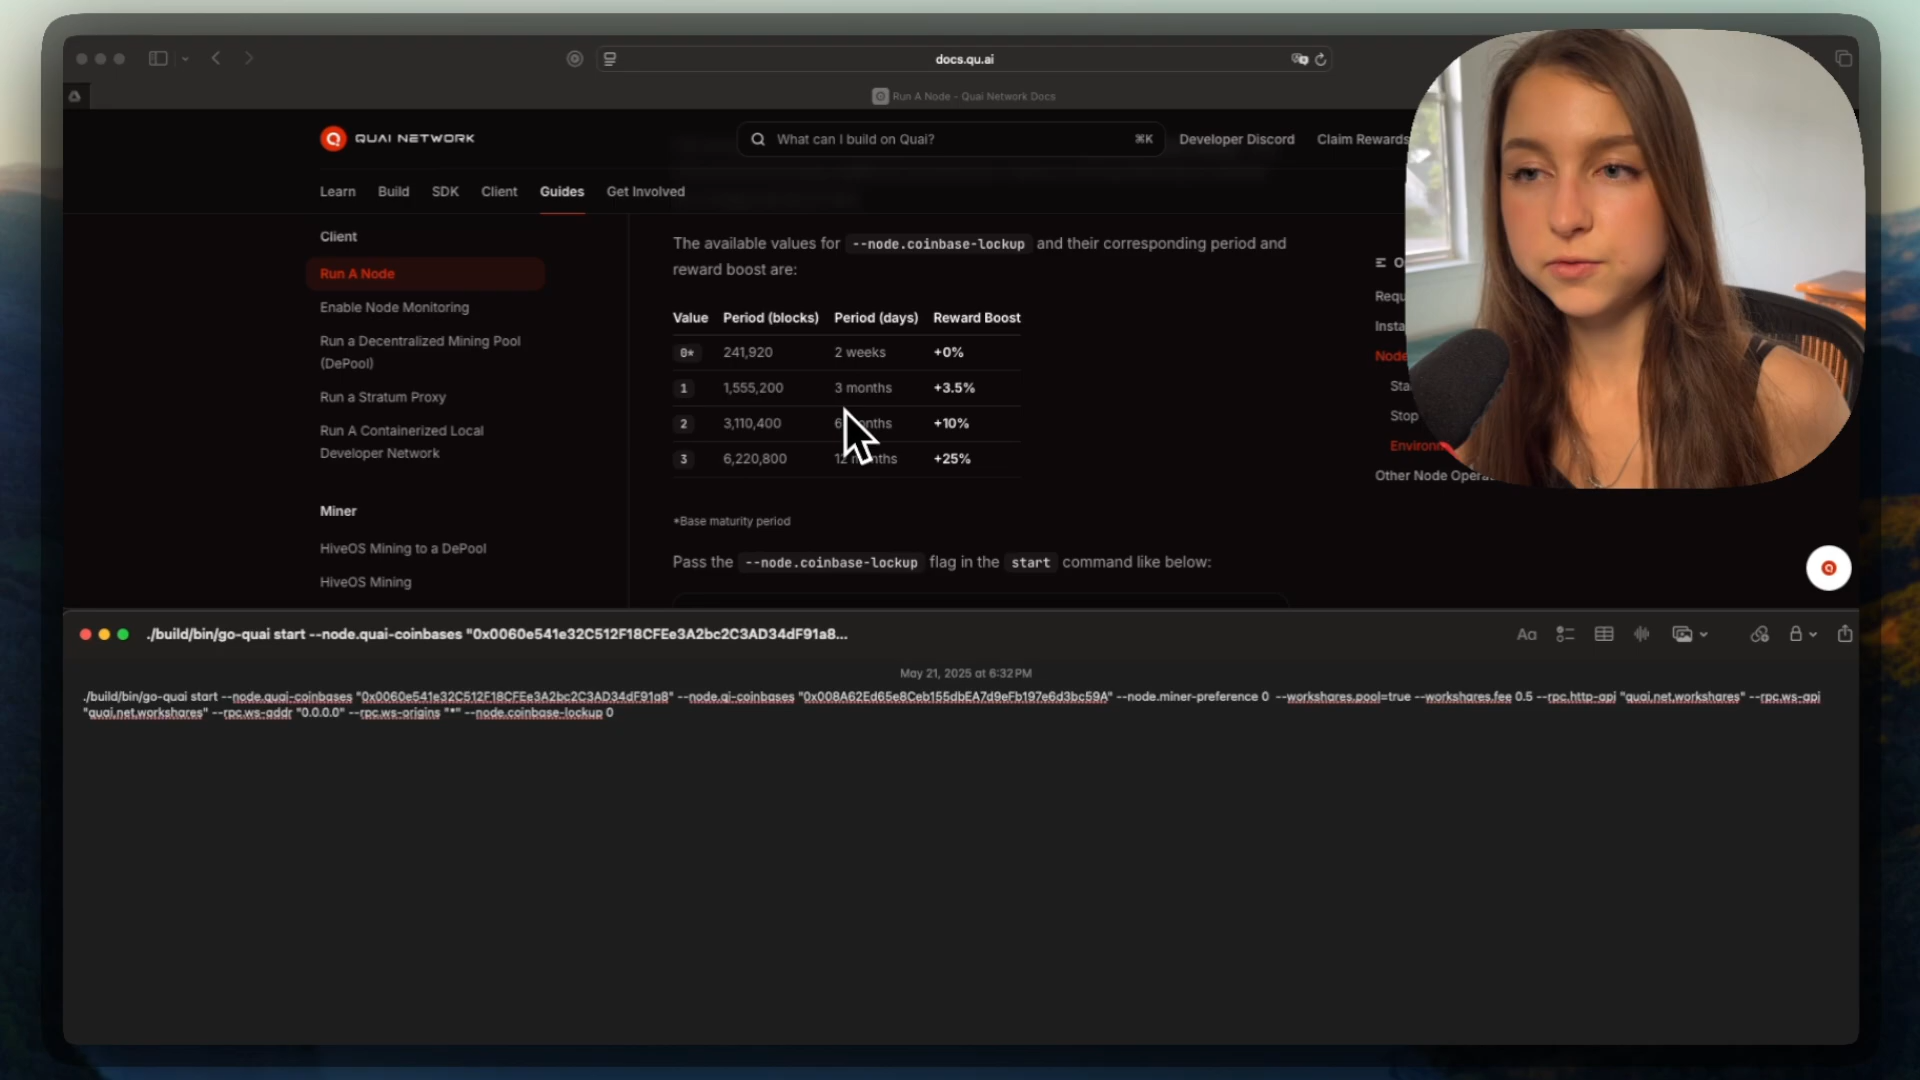 docs.qu.ai
Run A Node - Quai Network Docs
QUAI NETWORK
What can I build on Quai?
⌘K
Developer Discord
Claim Rewards
Learn
Build
SDK
Client
Guides
Get Involved
Client
Run A Node
Enable Node Monitoring
Run a Decentralized Mining Pool
(DePool)
Run a Stratum Proxy
Run A Containerized Local
Developer Network
Miner
HiveOS Mining to a DePool
HiveOS Mining
The available values for --node.coinbase-lockup and their corresponding period and
reward boost are:
Value Period (blocks) Period (days) Reward Boost
0* 241,920 2 weeks +0%
1 1,555,200 3 months +3.5%
2 3,110,400 +10%
3 6,220,800 +25%
*Base maturity period
Pass the --node.coinbase-lockup flag in the start command like below:
Stop
./build/bin/go-quai start --node.quai-coinbases "0x0060e541e32C512F18CFEe3A2bc2C3AD34dF91a8...
May 21, 2025 at 6:32 PM
./build/bin/go-quai start --node.quai-coinbases "0x0060e541e32C512F18CFEe3A2bc2C3AD34dF91a8" --node.qi-coinbases "0x008A62Ed65e8Ceb155dbEA7d9eFb197e6d3bc59A" --node.miner-preference 0 --workshares.pool=true --workshares.fee 0.5 --rpc.http-api "quai,net,workshares" --rpc.ws-api
"quai,net,workshares" --rpc.ws-addr "0.0.0.0" --rpc.ws-origins "*" --node.coinbase-lockup 0